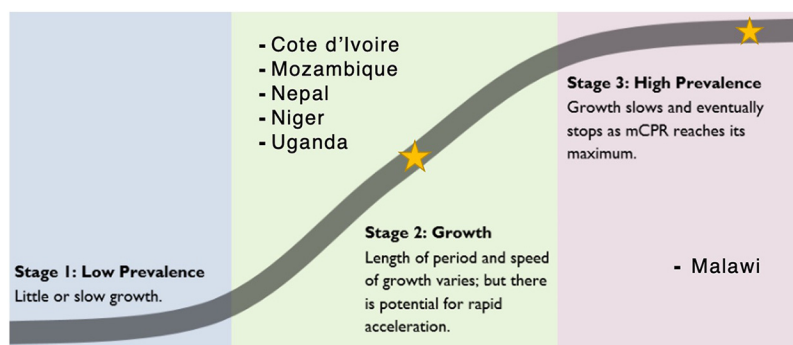 - Cote d'Ivoire
- Mozambique
- Nepal
- Niger
- Uganda
Stage 1: Low Prevalence
Little or slow growth.
Stage 2: Growth
Length of period and speed
of growth varies; but there
is potential for rapid
acceleration.
Stage 3: High Prevalence
Growth slows and eventually
stops as mCPR reaches its
maximum.
- Malawi